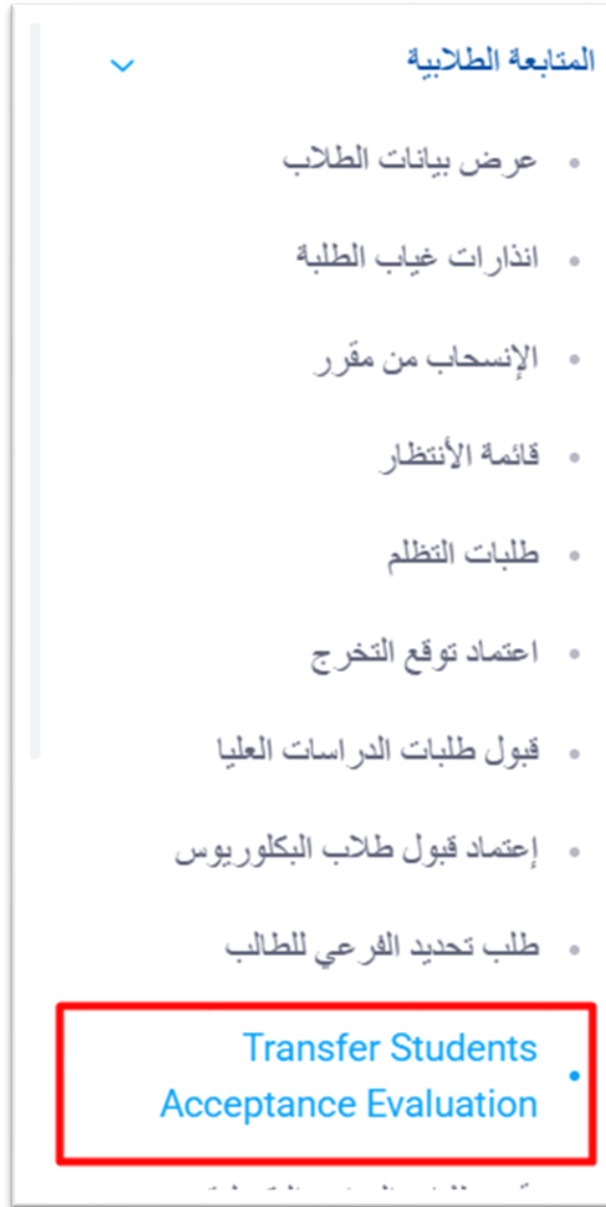 المتابعة الطلابية
عرض بيانات الطلاب
انذارات غياب الطلبة
الإنسحاب من مقرر
قائمة الأنتظار
طلبات التظلم
اعتماد توقع التخرج
قبول طلبات الدراسات العليا
إعتماد قبول طلاب البكلوريوس
طلب تحديد الفرعي للطالب
Transfer Students
Acceptance Evaluation